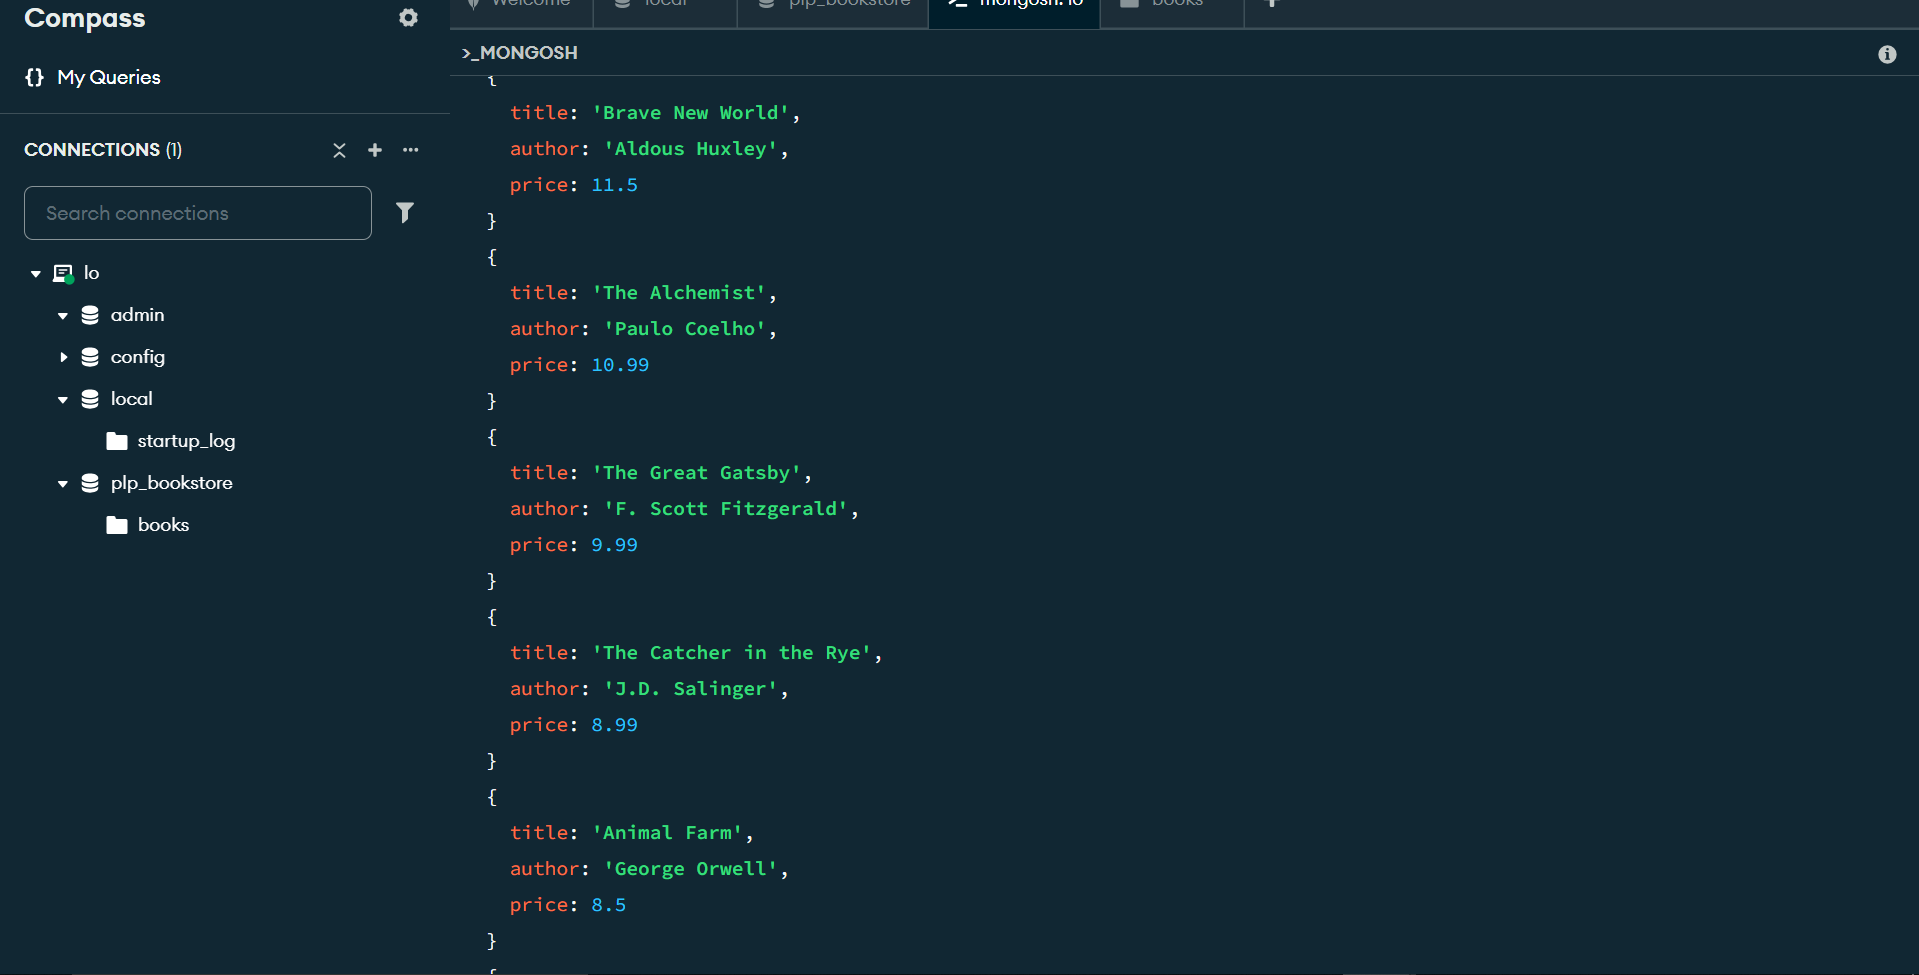 Welcome
local
plp_bookstore
mongosh: lo
books
+
Compass
>_MONGOSH
{} My Queries
CONNECTIONS (1)
Search connections
lo
admin
config
local
startup_log
plp_bookstore
books
{
title: 'Brave New World',
author: 'Aldous Huxley',
price: 11.5
}
{
title: 'The Alchemist',
author: 'Paulo Coelho',
price: 10.99
}
{
title: 'The Great Gatsby',
author: 'F. Scott Fitzgerald',
price: 9.99
}
{
title: 'The Catcher in the Rye',
author: 'J.D. Salinger',
price: 8.99
}
{
title: 'Animal Farm',
author: 'George Orwell',
price: 8.5
}
{